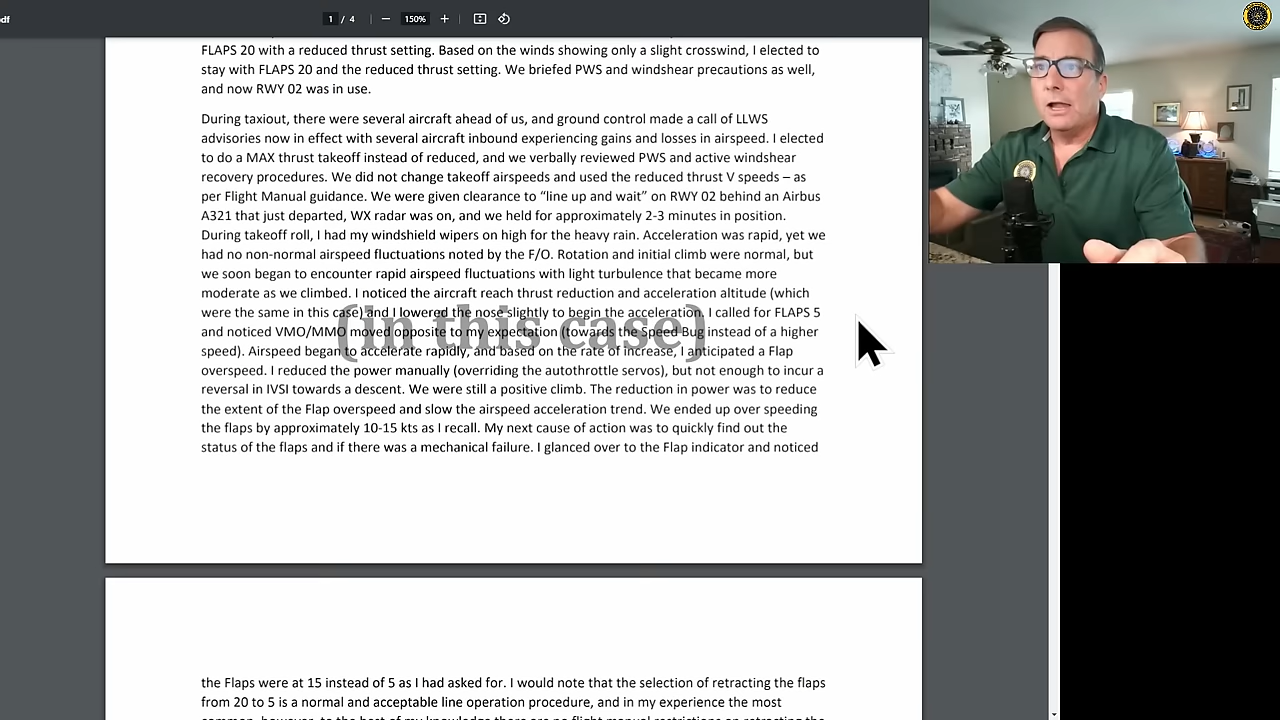 df
1 / 4
150%
FLAPS 20 with a reduced thrust setting. Based on the winds showing only a slight crosswind, I elected to
stay with FLAPS 20 and the reduced thrust setting. We briefed PWS and windshear precautions as well,
and now RWY 02 was in use.
During taxiout, there were several aircraft ahead of us, and ground control made a call of LLWS
advisories now in effect with several aircraft inbound experiencing gains and losses in airspeed. I elected
to do a MAX thrust takeoff instead of reduced, and we verbally reviewed PWS and active windshear
recovery procedures. We did not change takeoff airspeeds and used the reduced thrust V speeds – as
per Flight Manual guidance. We were given clearance to “line up and wait” on RWY 02 behind an Airbus
A321 that just departed, WX radar was on, and we held for approximately 2-3 minutes in position.
During takeoff roll, I had my windshield wipers on high for the heavy rain. Acceleration was rapid, yet we
had no non-normal airspeed fluctuations noted by the F/O. Rotation and initial climb were normal, but
we soon began to encounter rapid airspeed fluctuations with light turbulence that became more
moderate as we climbed. I noticed the aircraft reach thrust reduction and acceleration altitude (which
were the same in this case) and I lowered the nose slightly to begin the acceleration. I called for FLAPS 5
(in this case)
and noticed VMO/MMO moved opposite to my expectation (towards the Speed Bug instead of a higher
speed). Airspeed began to accelerate rapidly, and based on the rate of increase, I anticipated a Flap
overspeed. I reduced the power manually (overriding the autothrottle servos), but not enough to incur a
reversal in IVSI towards a descent. We were still a positive climb. The reduction in power was to reduce
the extent of the Flap overspeed and slow the airspeed acceleration trend. We ended up over speeding
the flaps by approximately 10-15 kts as I recall. My next cause of action was to quickly find out the
status of the flaps and if there was a mechanical failure. I glanced over to the Flap indicator and noticed
the Flaps were at 15 instead of 5 as I had asked for. I would note that the selection of retracting the flaps
from 20 to 5 is a normal and acceptable line operation procedure, and in my experience the most
common, however, to the best of my knowledge there are no flight manual restrictions on retracting the